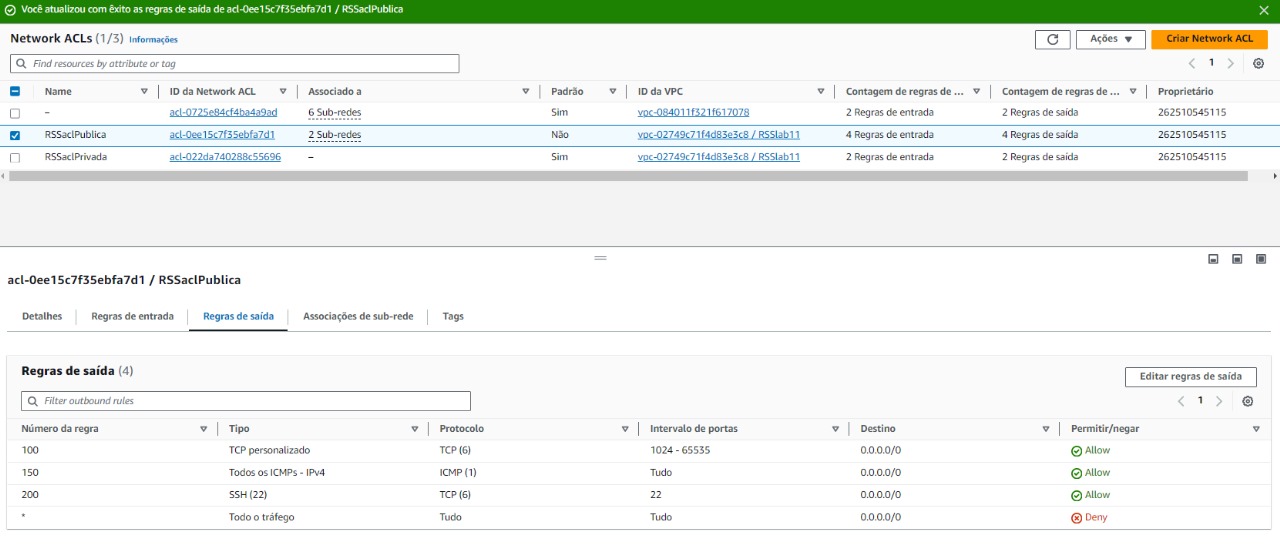 Você atualizou com êxito as regras de saída de acl-0ee15c7f35ebfa7d1 / RSSaclPublica
Network ACLs (1/3) Informações
Ações
Criar Network ACL
Find resources by attribute or tag
1
Name ID da Network ACL Associado a Padrão ID da VPC Contagem de regras de ... Contagem de regras de ... Proprietário
– acl-0725e84cf4ba4a9ad 6 Sub-redes Sim vpc-084011f321f617078 2 Regras de entrada 2 Regras de saída 262510545115
RSSaclPublica acl-0ee15c7f35ebfa7d1 2 Sub-redes Não vpc-02749c71f4d83e3c8 / RSSlab11 4 Regras de entrada 4 Regras de saída 262510545115
RSSaclPrivada acl-022da740288c55696 – Sim vpc-02749c71f4d83e3c8 / RSSlab11 2 Regras de entrada 2 Regras de saída 262510545115
acl-0ee15c7f35ebfa7d1 / RSSaclPublica
Detalhes Regras de entrada Regras de saída Associações de sub-rede Tags
Regras de saída (4)
Editar regras de saída
Filter outbound rules
1
Número da regra Tipo Protocolo Intervalo de portas Destino Permitir/negar
100 TCP personalizado TCP (6) 1024 - 65535 0.0.0.0/0 Allow
150 Todos os ICMPs - IPv4 ICMP (1) Tudo 0.0.0.0/0 Allow
200 SSH (22) TCP (6) 22 0.0.0.0/0 Allow
* Todo o tráfego Tudo Tudo 0.0.0.0/0 Deny